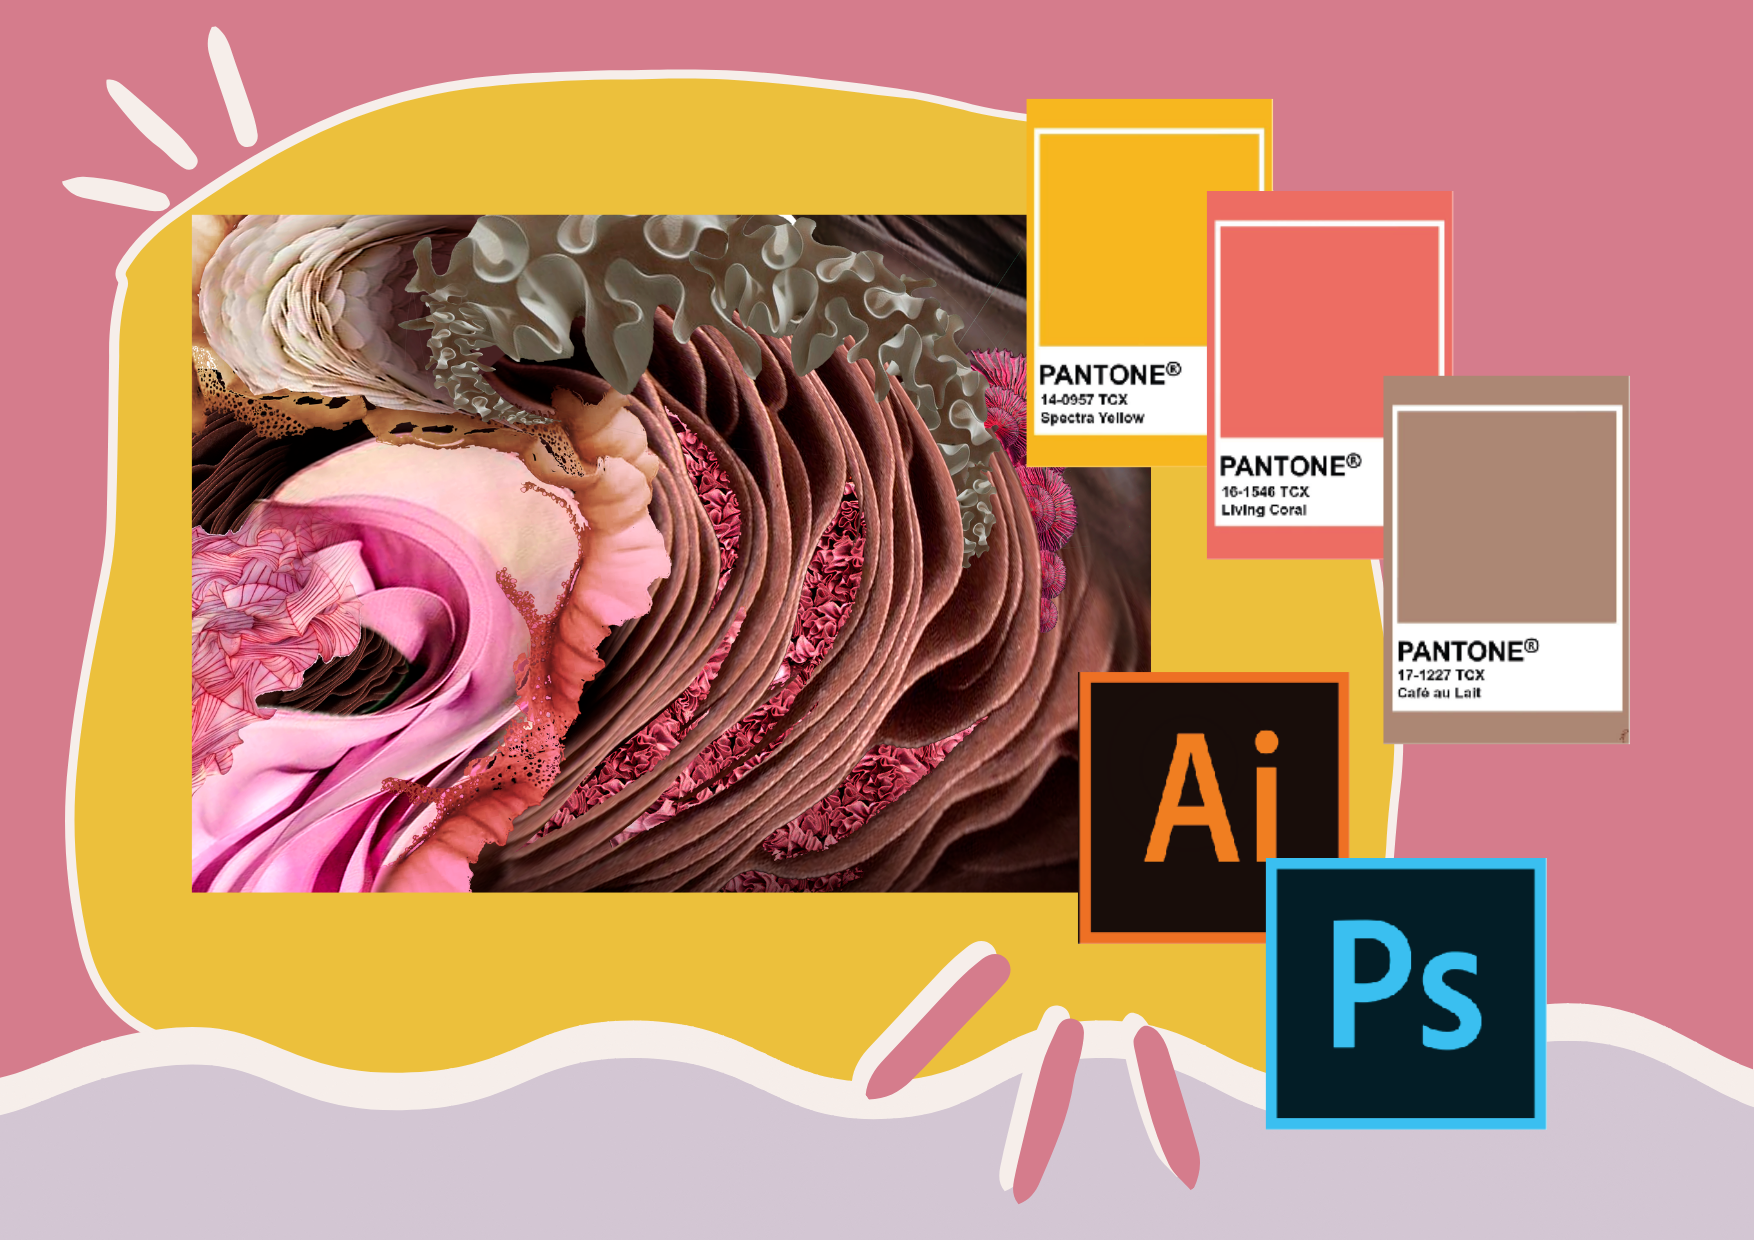 PANTONE®
14-0957 TCX
Spectra Yellow
PANTONE®
16-1546 TCX
Living Coral
PANTONE®
17-1227 TCX
Café au Lait
Ai
Ps